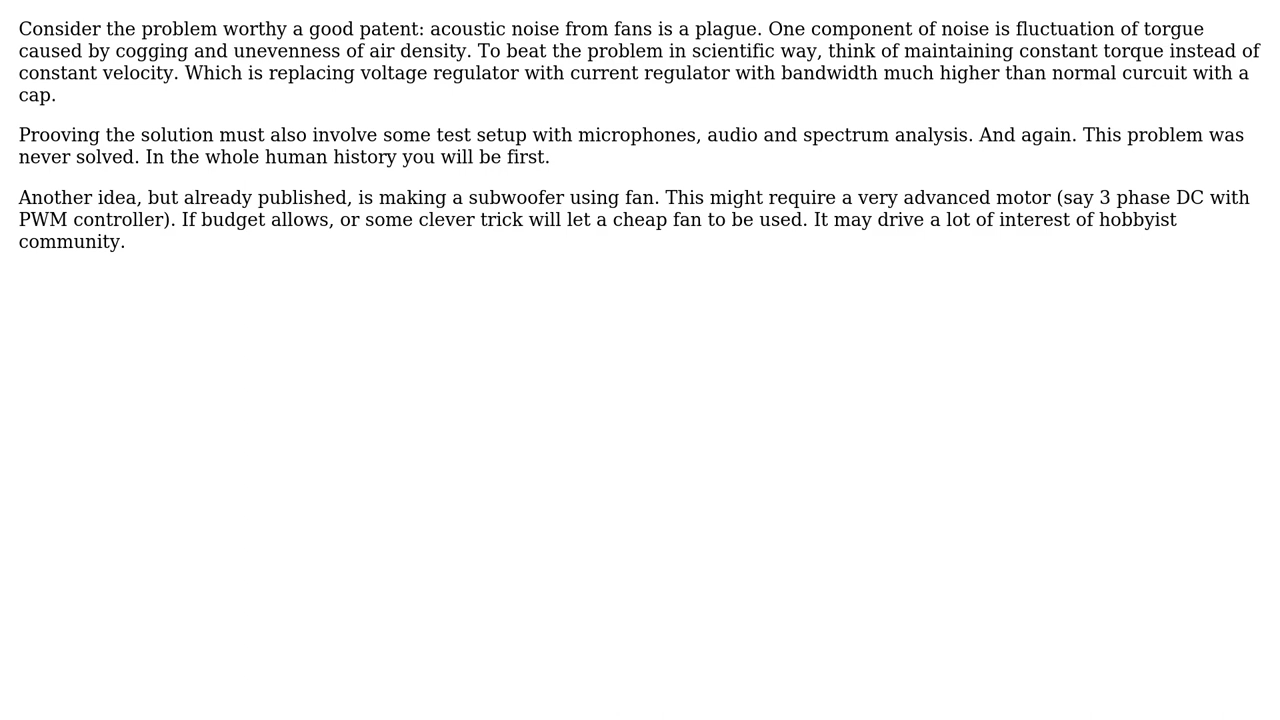 Consider the problem worthy a good patent: acoustic noise from fans is a plague. One component of noise is fluctuation of torgue
caused by cogging and unevenness of air density. To beat the problem in scientific way, think of maintaining constant torque instead of
constant velocity. Which is replacing voltage regulator with current regulator with bandwidth much higher than normal curcuit with a
cap.
Prooving the solution must also involve some test setup with microphones, audio and spectrum analysis. And again. This problem was
never solved. In the whole human history you will be first.
Another idea, but already published, is making a subwoofer using fan. This might require a very advanced motor (say 3 phase DC with
PWM controller). If budget allows, or some clever trick will let a cheap fan to be used. It may drive a lot of interest of hobbyist
community.